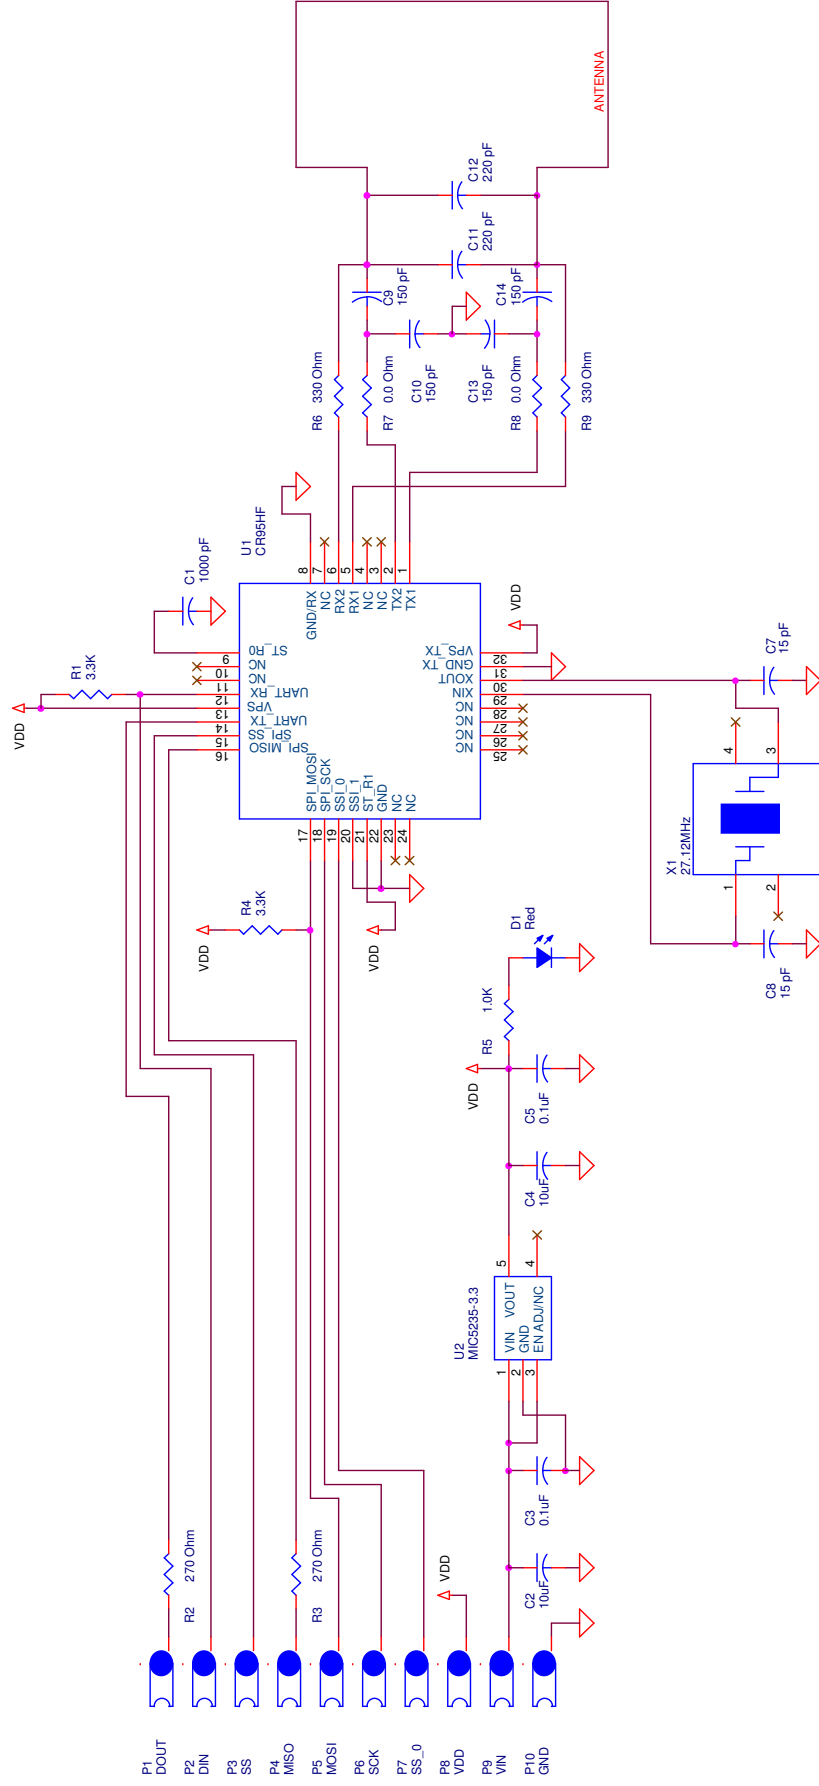 ANTENNA
C12
220 pF
C11
220 pF
C9
150 pF
C14
150 pF
C10
150 pF
C13
150 pF
R6
330 Ohm
R7
0.0 Ohm
R8
0.0 Ohm
R9
330 Ohm
U1
CR95HF
C1
1000 pF
R1
3.3K
VDD
8
7
6
5
4
3
2
1
GND/RX
NC
RX2
RX1
NC
NC
TX2
TX1
ST_R0
NC
NC
UART_RX
VPS
UART_TX
SPI_SS
SPI_MISO
9
10
11
12
13
14
15
16
SPI_MOSI
SPI_SCK
SSI_0
SSI_1
ST_R1
GND
NC
NC
17
18
19
20
21
22
23
24
VPS_TX
GND_TX
XOUT
XIN
NC
NC
NC
NC
32
31
30
29
28
27
26
25
VDD
C7
15 pF
X1
27.12MHz
4
3
1
2
C8
15 pF
R4
3.3K
VDD
VDD
D1
Red
R5
1.0K
VDD
C5
0.1uF
C4
10uF
U2
MIC5235-3.3
VIN VOUT
GND
EN ADJ/NC
5
4
1
2
3
C3
0.1uF
C2
10uF
VDD
R2
270 Ohm
R3
270 Ohm
P1
DOUT
P2
DIN
P3
SS
P4
MISO
P5
MOSI
P6
SCK
P7
SS_0
P8
VDD
P9
VIN
P10
GND